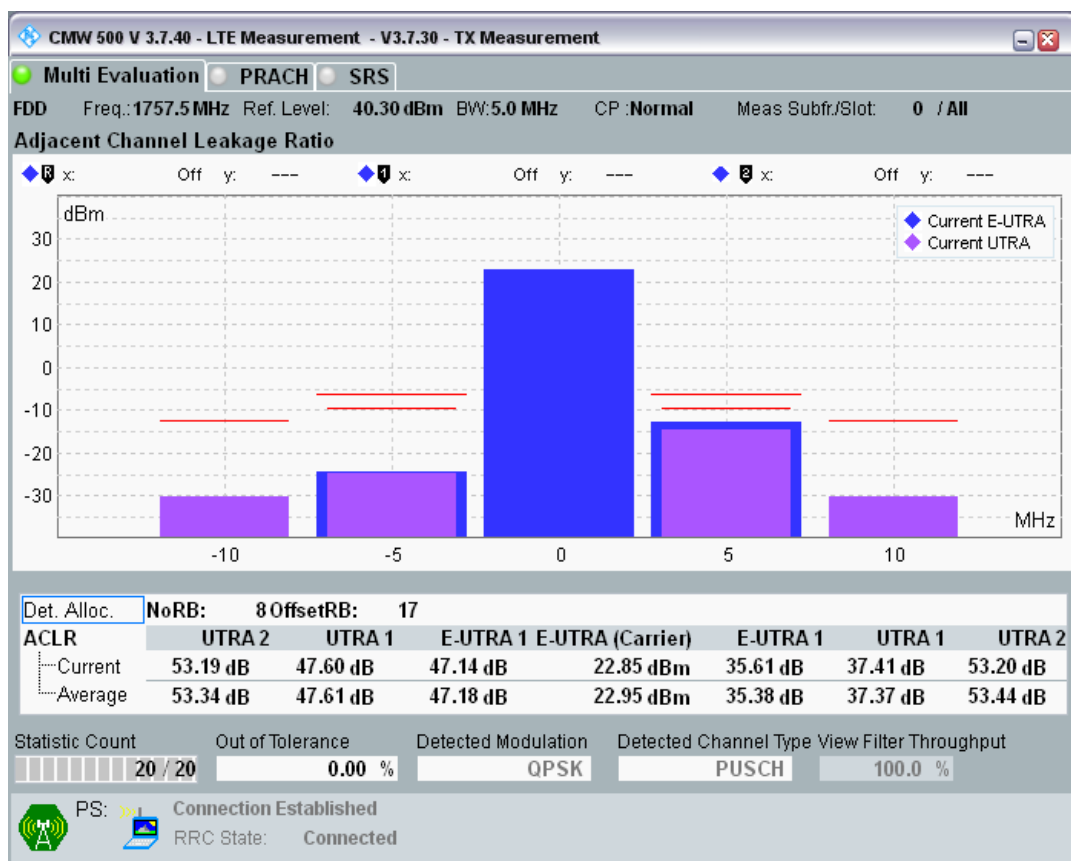 CMW 500 V 3.7.40 - LTE Measurement - V3.7.30 - TX Measurement
Multi Evaluation PRACH SRS
FDD Freq.: 1757.5 MHz Ref. Level: 40.30 dBm BW: 5.0 MHz CP : Normal Meas Subfr./Slot: 0 / All
Adjacent Channel Leakage Ratio
R x: Off y: --- 1 x: Off y: --- 2 x: Off y: ---
dBm
Current E-UTRA
Current UTRA
30
20
10
0
-10
-20
-30
MHz
-10 -5 0 5 10
Det. Alloc. NoRB: 8 OffsetRB: 17
ACLR UTRA 2 UTRA 1 E-UTRA 1 E-UTRA (Carrier) E-UTRA 1 UTRA 1 UTRA 2
Current 53.19 dB 47.60 dB 47.14 dB 22.85 dBm 35.61 dB 37.41 dB 53.20 dB
Average 53.34 dB 47.61 dB 47.18 dB 22.95 dBm 35.38 dB 37.37 dB 53.44 dB
Statistic Count Out of Tolerance Detected Modulation Detected Channel Type View Filter Throughput
20 / 20 0.00 % QPSK PUSCH 100.0 %
PS: Connection Established
RRC State: Connected